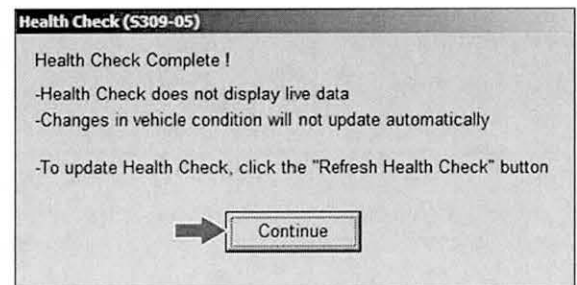 Health Check (S309-05)
Health Check Complete !
-Health Check does not display live data
-Changes in vehicle condition will not update automatically
-To update Health Check, click the "Refresh Health Check" button
Continue